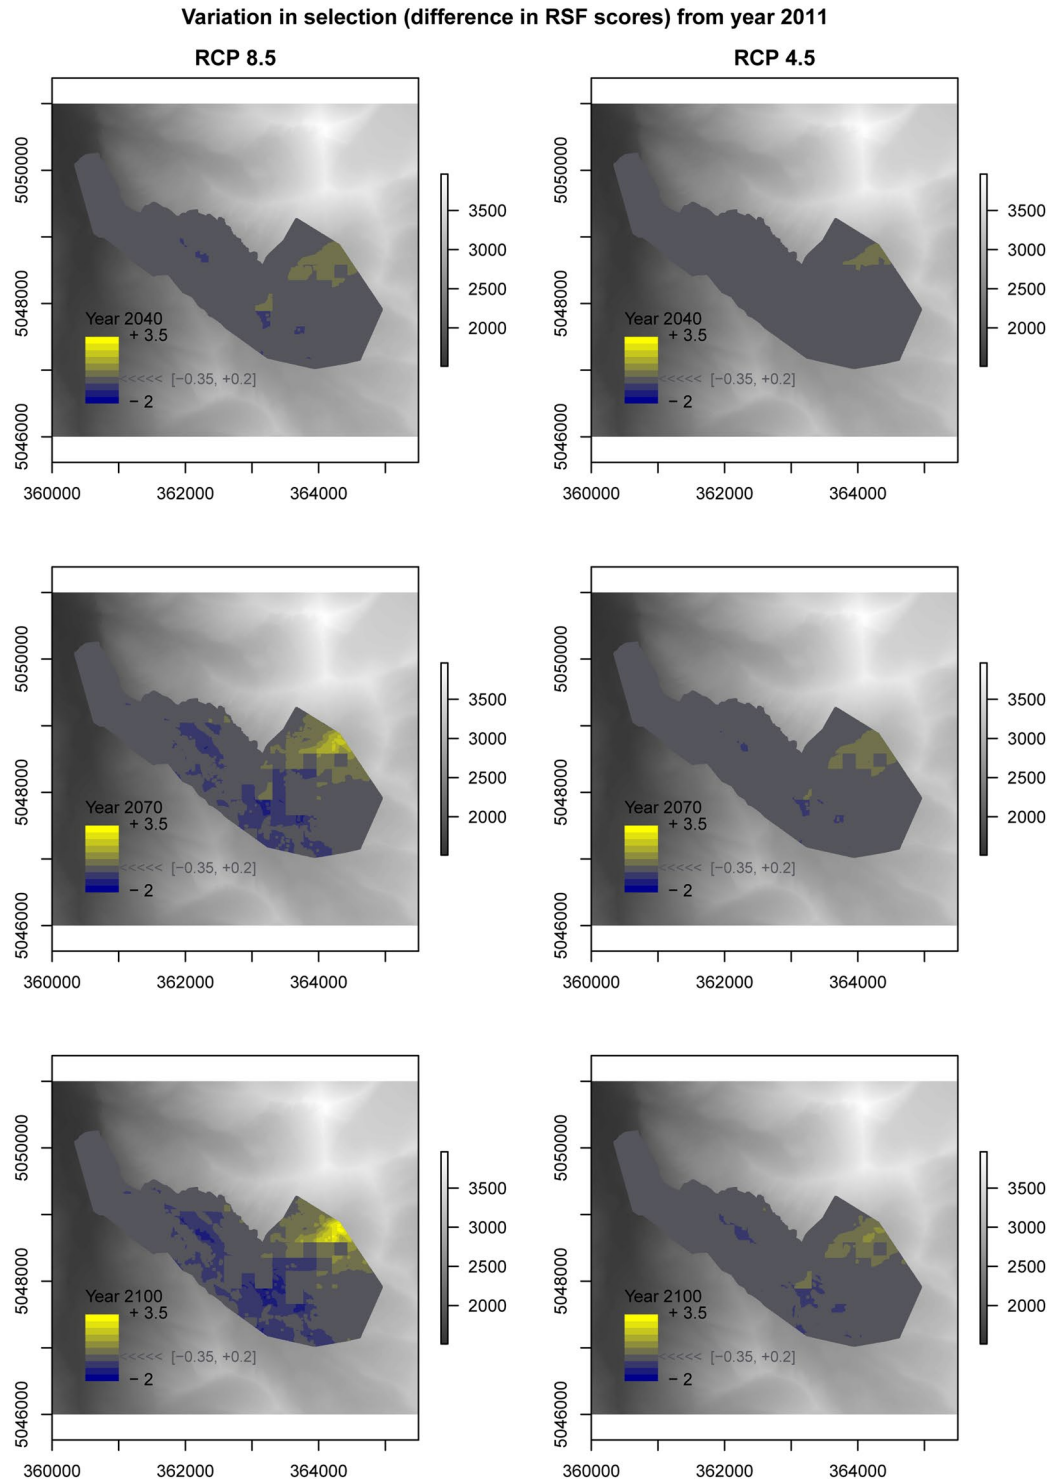 Variation in selection (difference in RSF scores) from year 2011
RCP 8.5
RCP 4.5
5050000
5048000
5046000
3500
3000
2500
2000
Year 2040
+ 3.5
<<<<< [−0.35, +0.2]
− 2
360000 362000 364000
5050000
5048000
5046000
3500
3000
2500
2000
Year 2040
+ 3.5
<<<<< [−0.35, +0.2]
− 2
360000 362000 364000
5050000
5048000
5046000
3500
3000
2500
2000
Year 2070
+ 3.5
<<<<< [−0.35, +0.2]
− 2
360000 362000 364000
5050000
5048000
5046000
3500
3000
2500
2000
Year 2070
+ 3.5
<<<<< [−0.35, +0.2]
− 2
360000 362000 364000
5050000
5048000
5046000
3500
3000
2500
2000
Year 2100
+ 3.5
<<<<< [−0.35, +0.2]
− 2
360000 362000 364000
5050000
5048000
5046000
3500
3000
2500
2000
Year 2100
+ 3.5
<<<<< [−0.35, +0.2]
− 2
360000 362000 364000